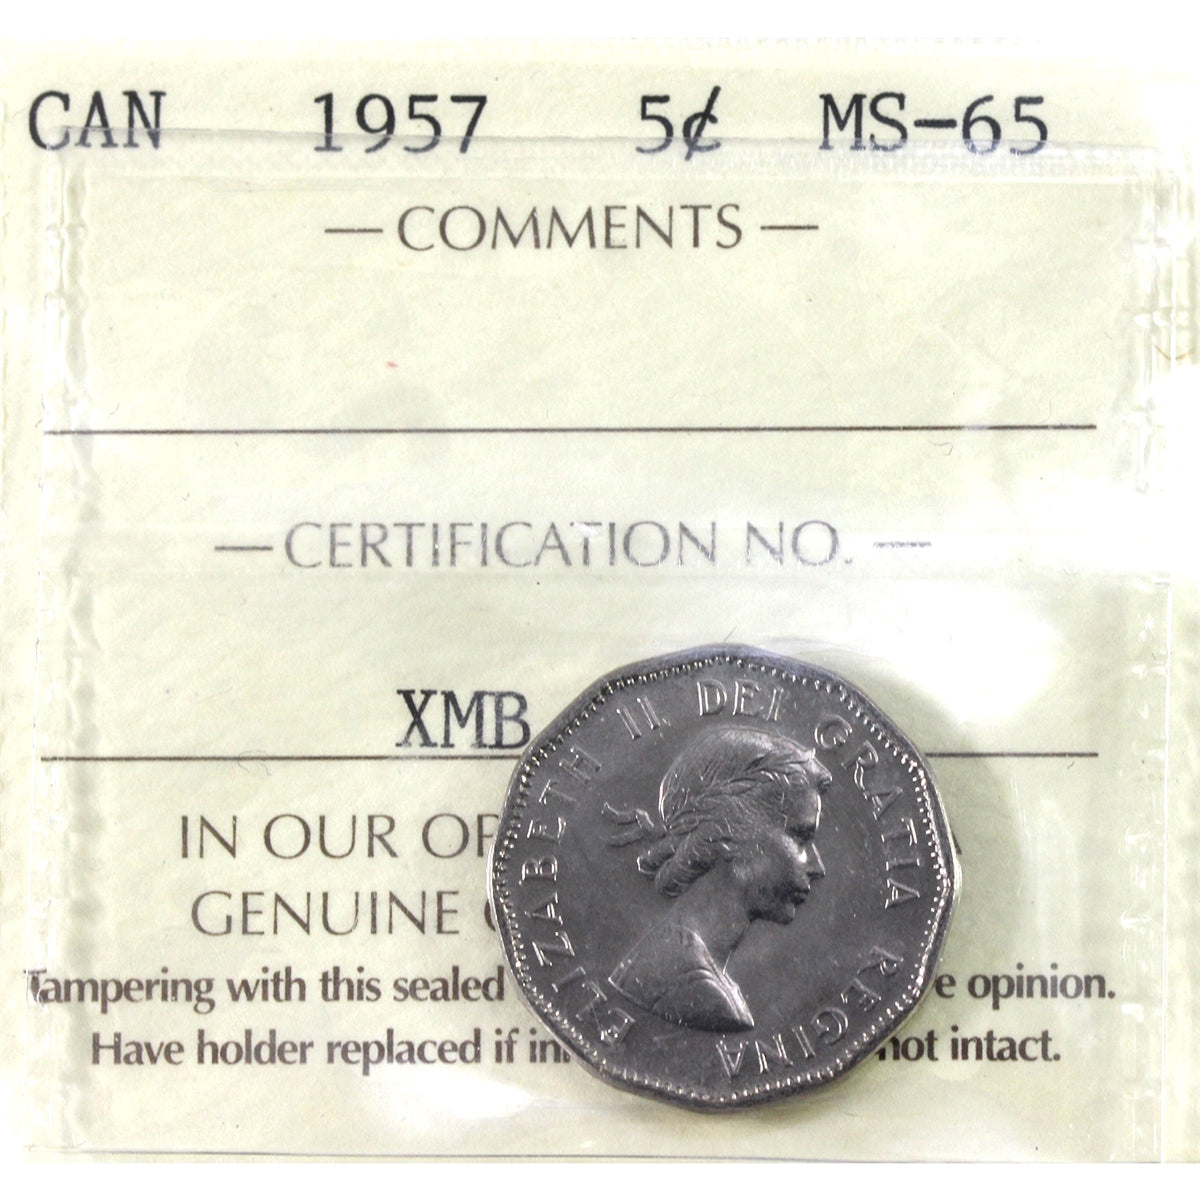 CAN 1957 5¢ MS-65
— COMMENTS —
— CERTIFICATION NO. —
XMB
IN OUR OP
GENUINE
Tampering with this sealed e opinion.
Have holder replaced if in not intact.
ELIZABETH II DEI GRATIA REGINA